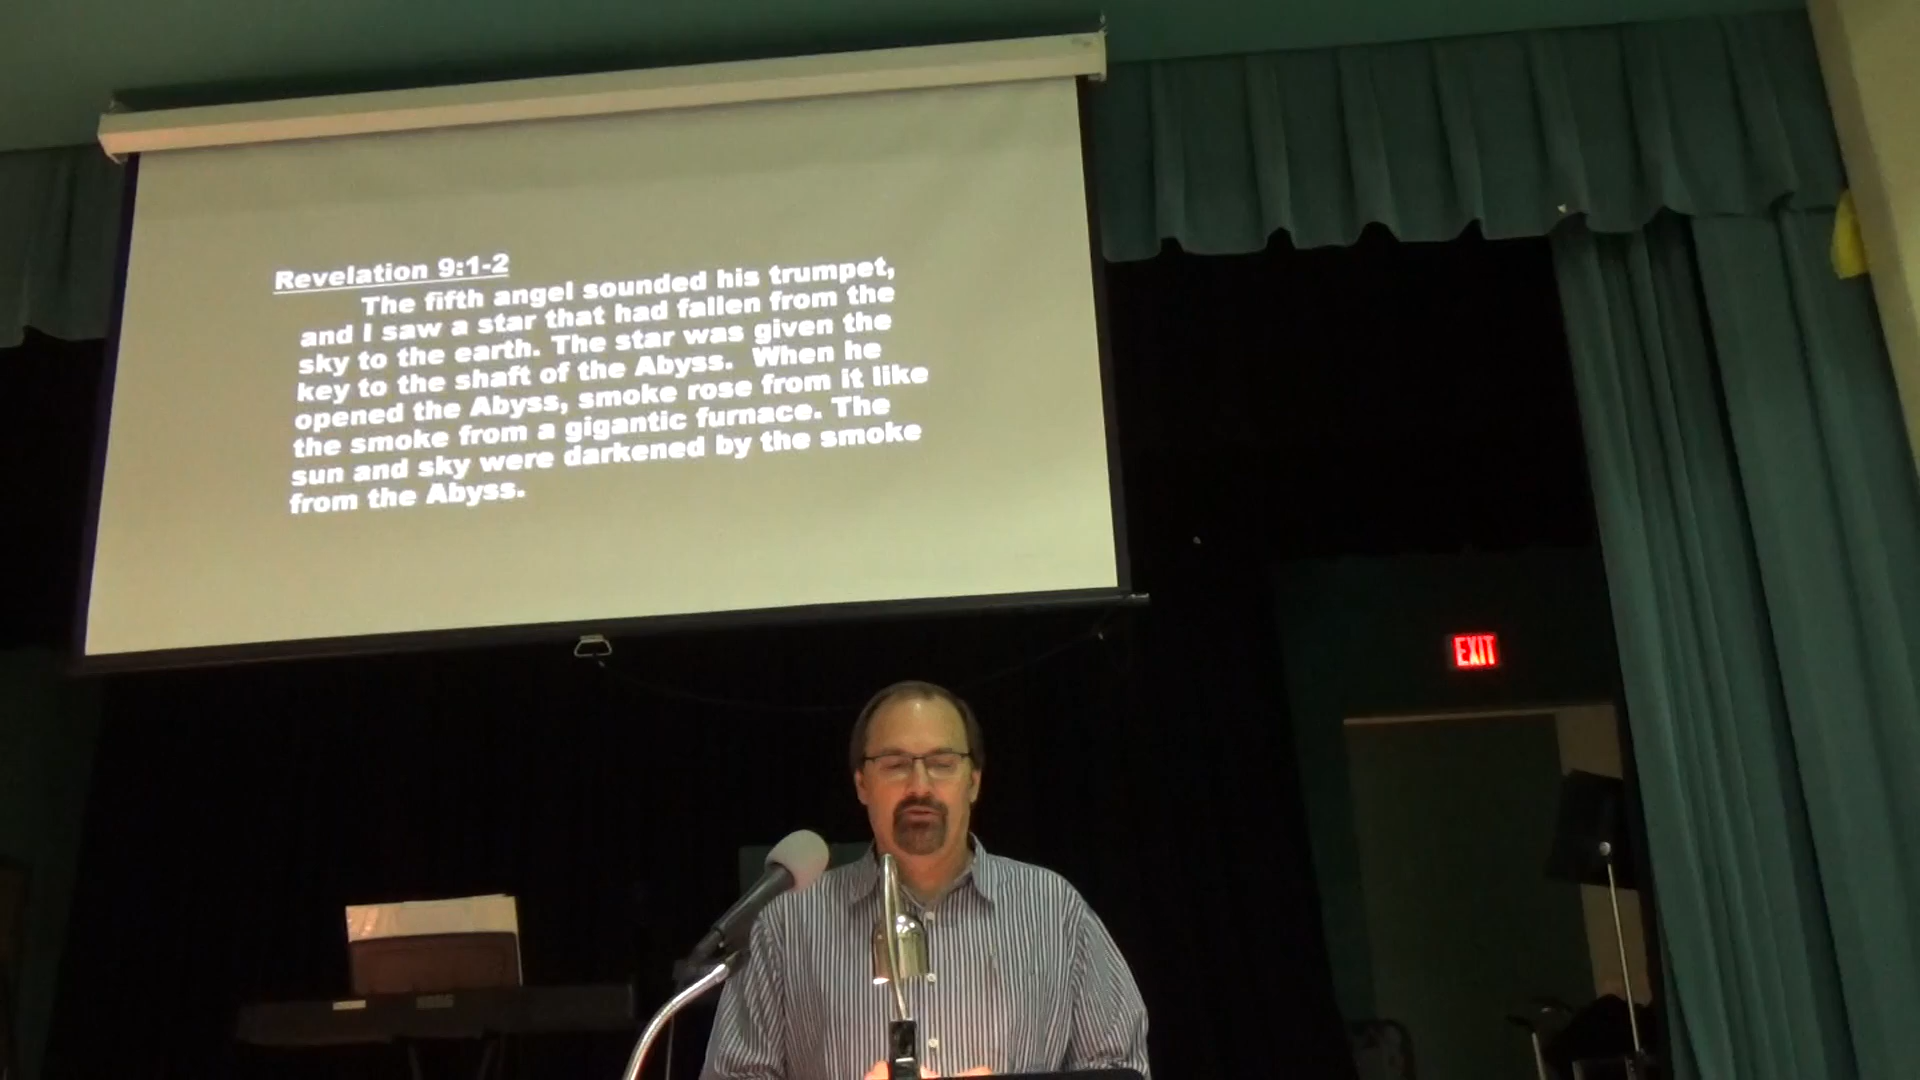 Revelation 9:1-2
The fifth angel sounded his trumpet,
and I saw a star that had fallen from the
sky to the earth. The star was given the
key to the shaft of the Abyss. When he
opened the Abyss, smoke rose from it like
the smoke from a gigantic furnace. The
sun and sky were darkened by the smoke
from the Abyss.
EXIT
KORG